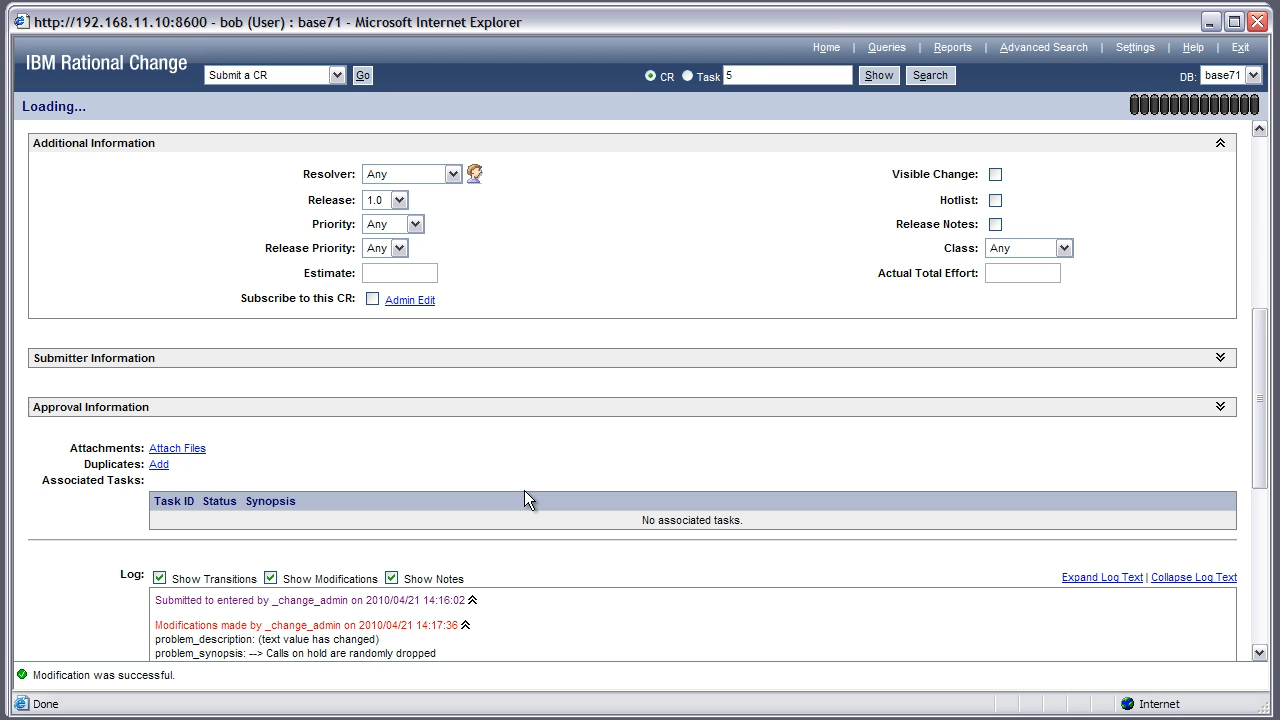 http://192.168.11.10:8600 - bob (User) : base71 - Microsoft Internet Explorer
Home | Queries | Reports | Advanced Search | Settings | Help | Exit
IBM Rational Change
Submit a CR Go CR Task 5 Show Search DB: base71
Loading...
Additional Information
Resolver: Any Visible Change:
Release: 1.0 Hotlist:
Priority: Any Release Notes:
Release Priority: Any Class: Any
Estimate: Actual Total Effort:
Subscribe to this CR: Admin Edit
Submitter Information
Approval Information
Attachments: Attach Files
Duplicates: Add
Associated Tasks:
Task ID Status Synopsis
No associated tasks.
Log: Show Transitions Show Modifications Show Notes Expand Log Text | Collapse Log Text
Submitted to entered by _change_admin on 2010/04/21 14:16:02
Modifications made by _change_admin on 2010/04/21 14:17:36
problem_description: (text value has changed)
problem_synopsis: --> Calls on hold are randomly dropped
Modification was successful.
Done Internet